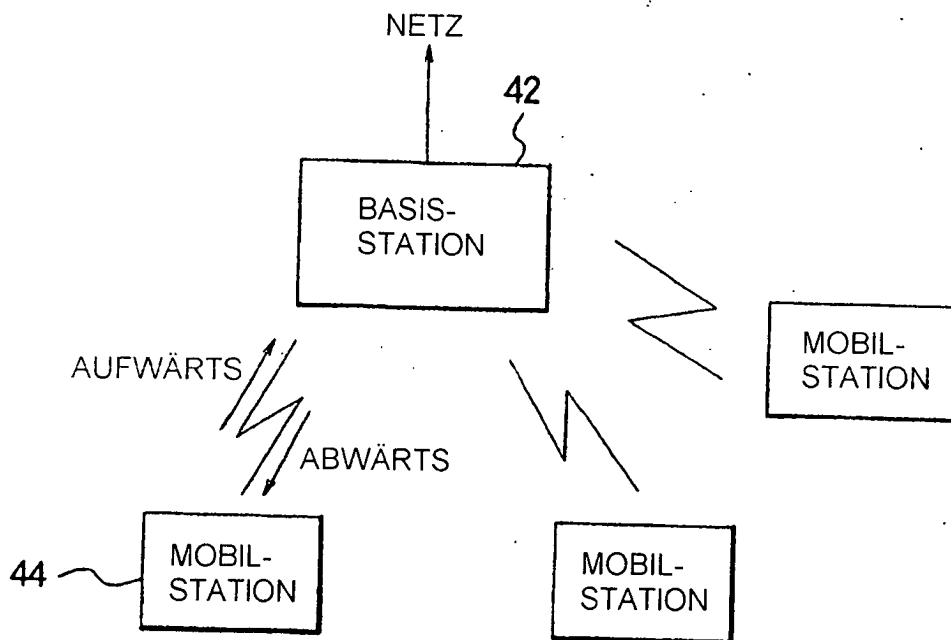 NETZ
42
BASIS-
STATION
AUFWÄRTS
ABWÄRTS
MOBIL-
STATION
44
MOBIL-
STATION
MOBIL-
STATION